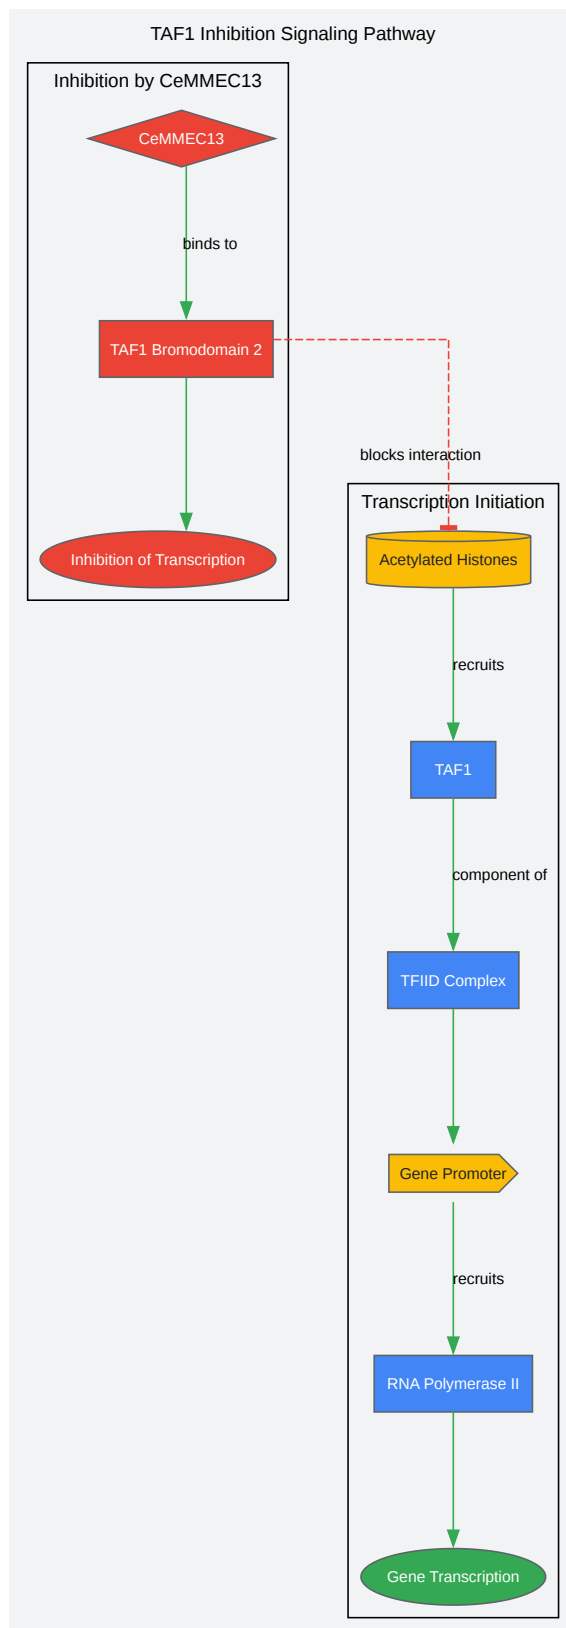 TAF1 Inhibition Signaling Pathway
Inhibition by CeMMEC13
CeMMEC13
binds to
TAF1 Bromodomain 2
blocks interaction
Transcription Initiation
Inhibition of Transcription
Acetylated Histones
recruits
TAF1
component of
TFIID Complex
Gene Promoter
recruits
RNA Polymerase II
Gene Transcription